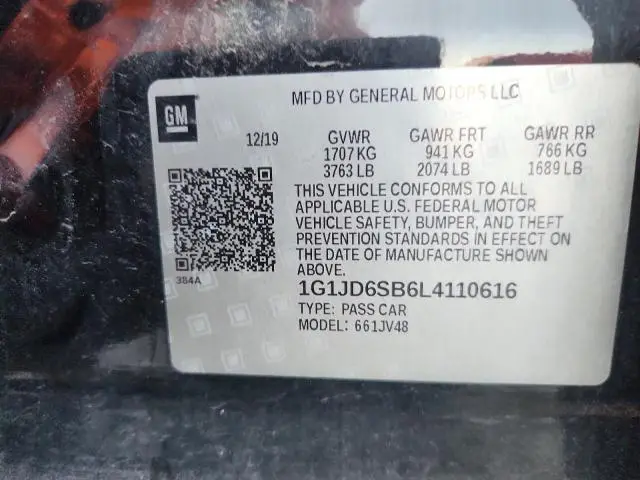 GM
MFD BY GENERAL MOTORS LLC
12/19 GVWR GAWR FRT GAWR RR
1707 KG 941 KG 766 KG
3763 LB 2074 LB 1689 LB
THIS VEHICLE CONFORMS TO ALL
APPLICABLE U.S. FEDERAL MOTOR
VEHICLE SAFETY, BUMPER, AND THEFT
PREVENTION STANDARDS IN EFFECT ON
THE DATE OF MANUFACTURE SHOWN
ABOVE.
384A
1G1JD6SB6L4110616
TYPE: PASS CAR
MODEL: 661JV48